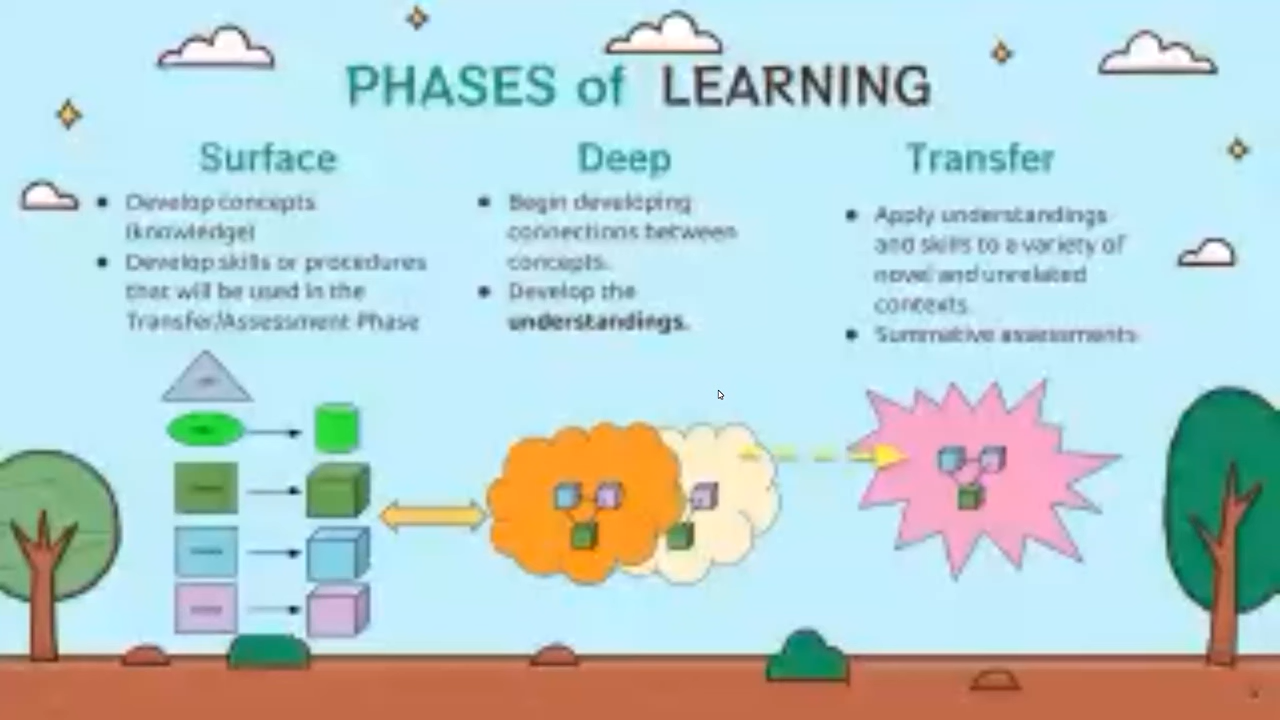 PHASES of LEARNING
Surface
• Develop concepts
(knowledge)
• Develop skills or procedures
that will be used in the
Transfer/Assessment Phase
Deep
• Begin developing
connections between
concepts.
• Develop the
understandings.
Transfer
• Apply understandings
and skills to a variety of
novel and unrelated
contexts.
• Summative assessments